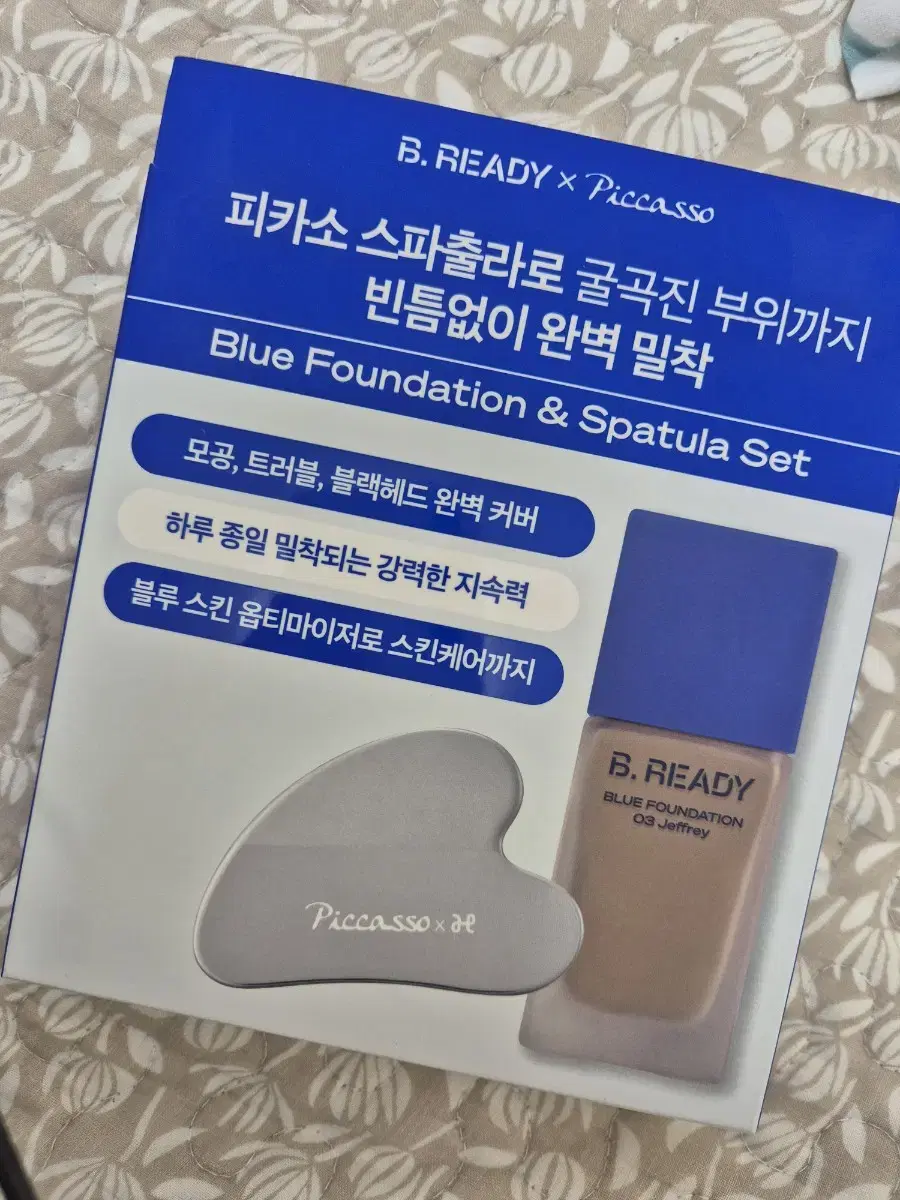 B. READY × Piccasso
피카소 스파출라로 굴곡진 부위까지
빈틈없이 완벽 밀착
Blue Foundation & Spatula Set
모공, 트러블, 블랙헤드 완벽 커버
하루 종일 밀착되는 강력한 지속력
블루 스킨 옵티마이저로 스킨케어까지
B. READY
BLUE FOUNDATION
03 Jeffrey
Piccasso ×